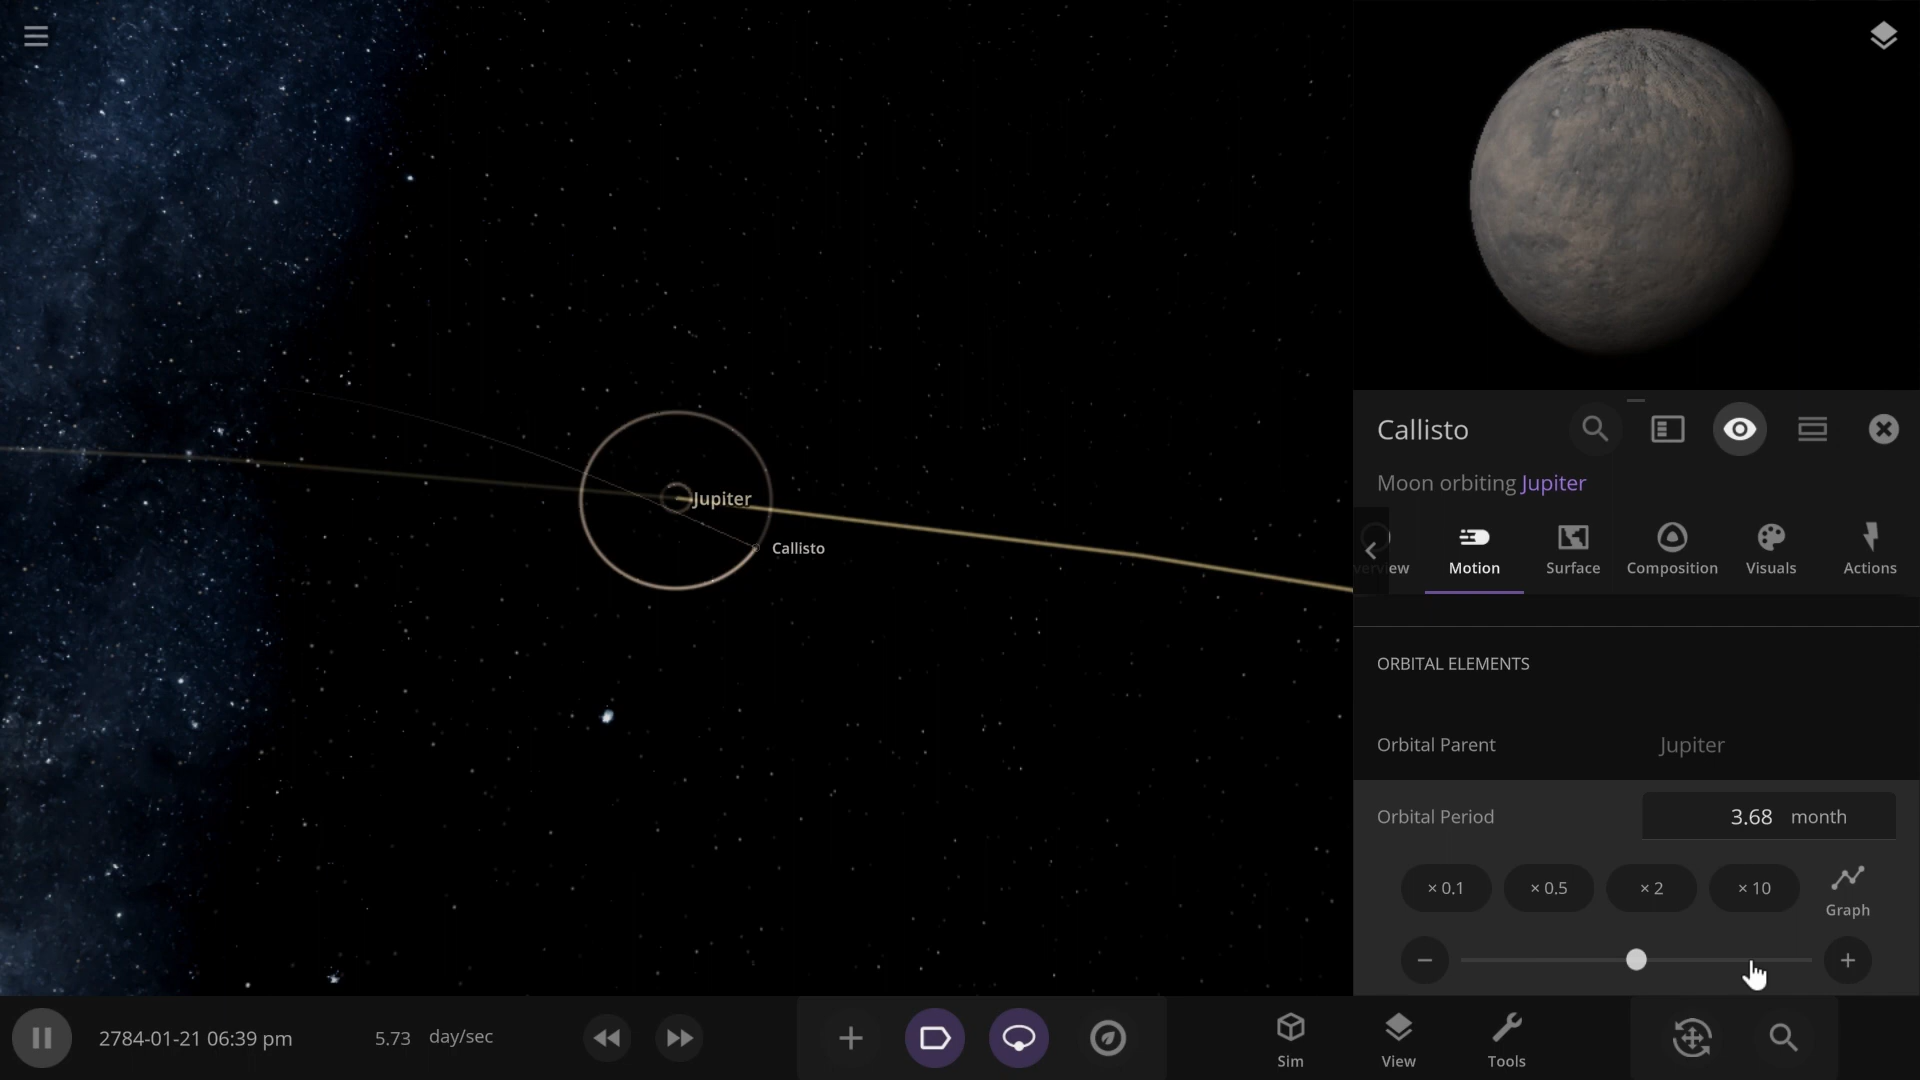 Jupiter
Callisto
Callisto
Moon orbiting Jupiter
Motion
Surface
Composition
Visuals
Actions
ORBITAL ELEMENTS
Orbital Parent Jupiter
Orbital Period 3.68 month
× 0.1 × 0.5 × 2 × 10
Graph
2784-01-21 06:39 pm 5.73 day/sec
Sim View Tools